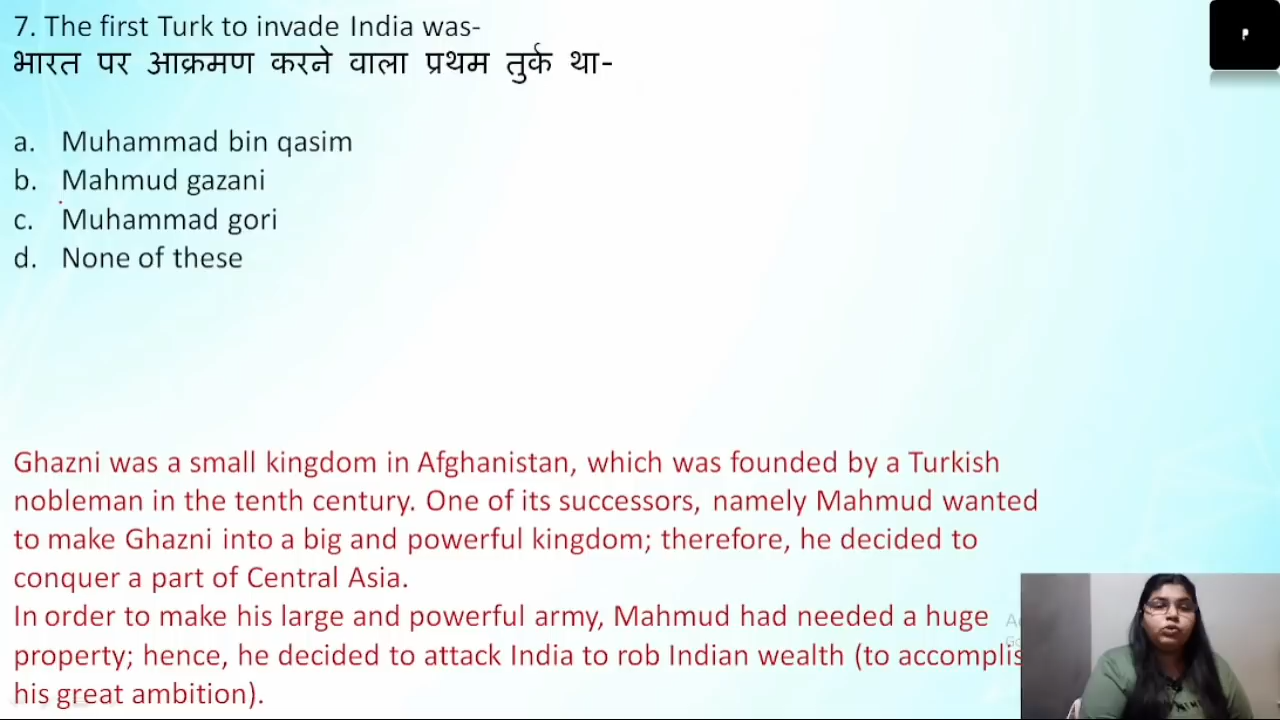 7. The first Turk to invade India was-
भारत पर आक्रमण करने वाला प्रथम तुर्क था-
a. Muhammad bin qasim
b. Mahmud gazani
c. Muhammad gori
d. None of these
Ghazni was a small kingdom in Afghanistan, which was founded by a Turkish
nobleman in the tenth century. One of its successors, namely Mahmud wanted
to make Ghazni into a big and powerful kingdom; therefore, he decided to
conquer a part of Central Asia.
In order to make his large and powerful army, Mahmud had needed a huge
property; hence, he decided to attack India to rob Indian wealth (to accomplis
his great ambition).